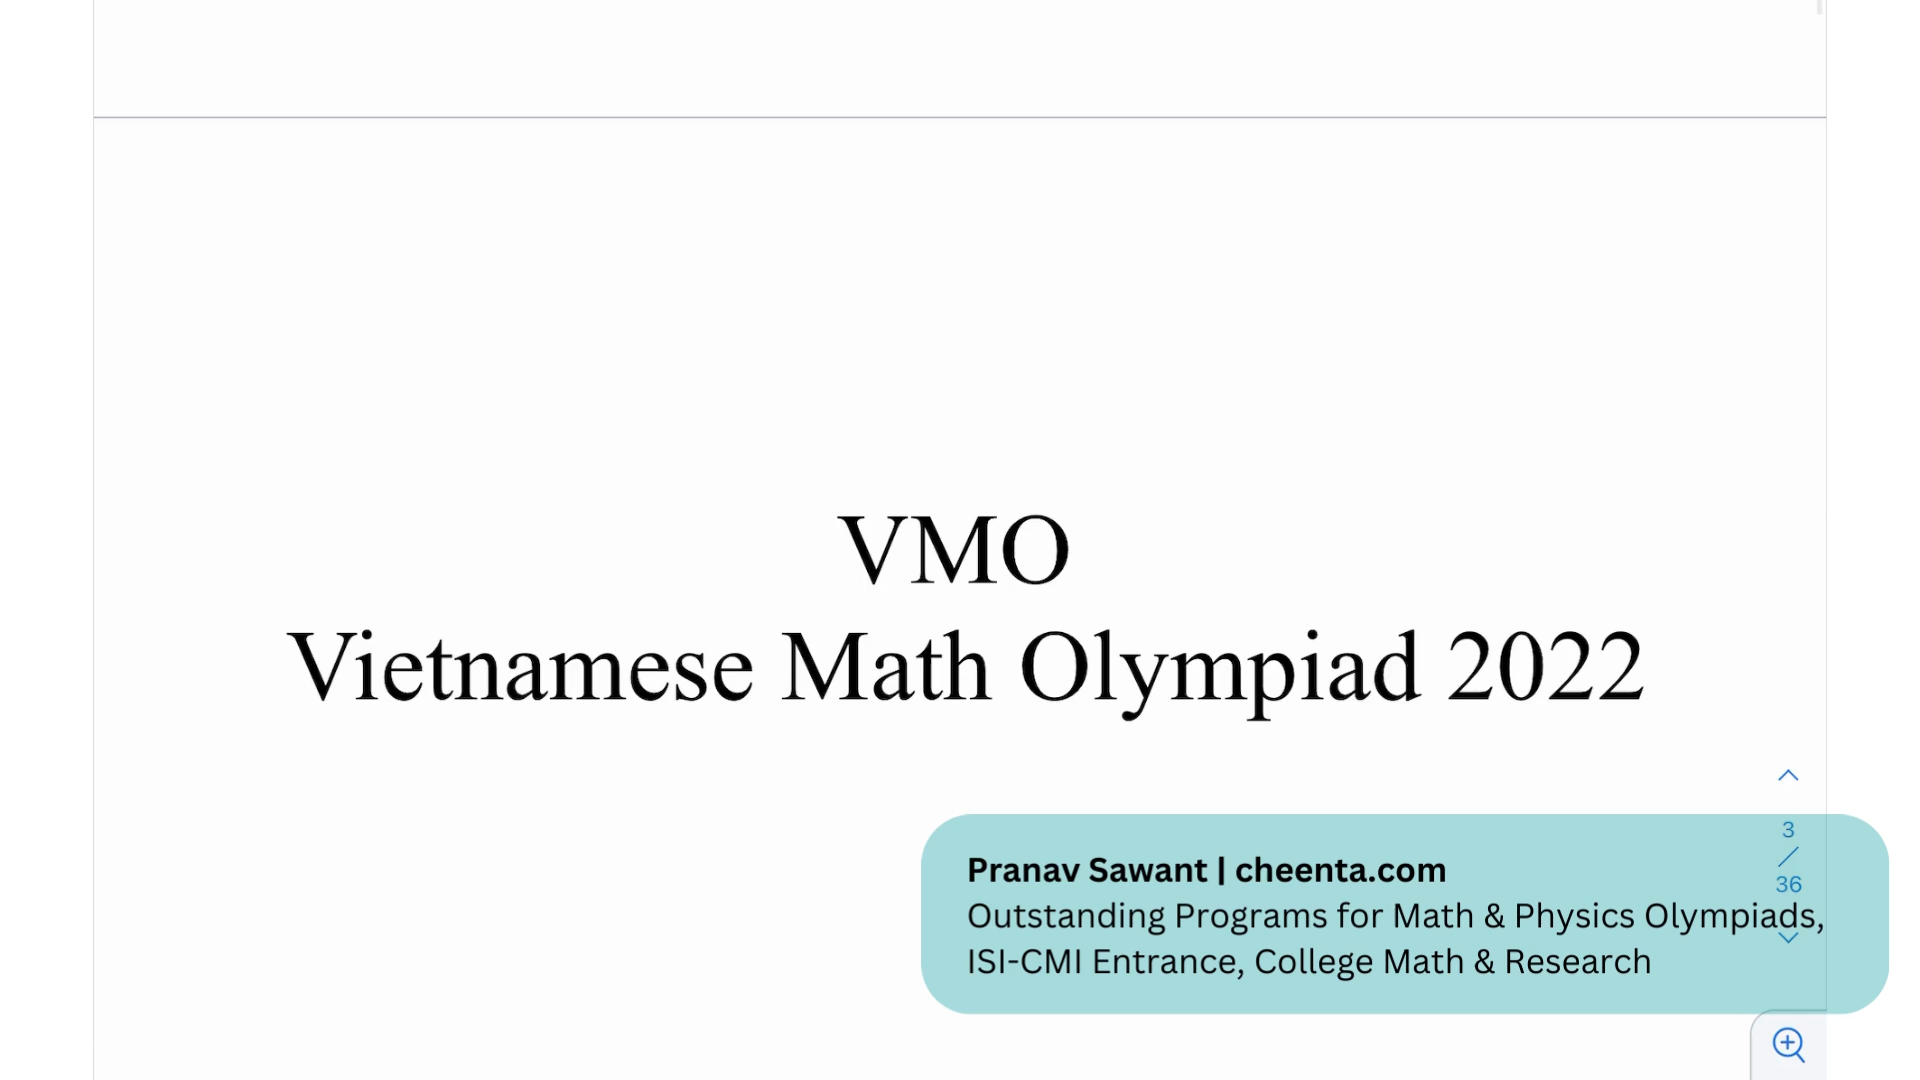 VMO
Vietnamese Math Olympiad 2022
3
/
36
Pranav Sawant | cheenta.com
Outstanding Programs for Math & Physics Olympiads,
ISI-CMI Entrance, College Math & Research